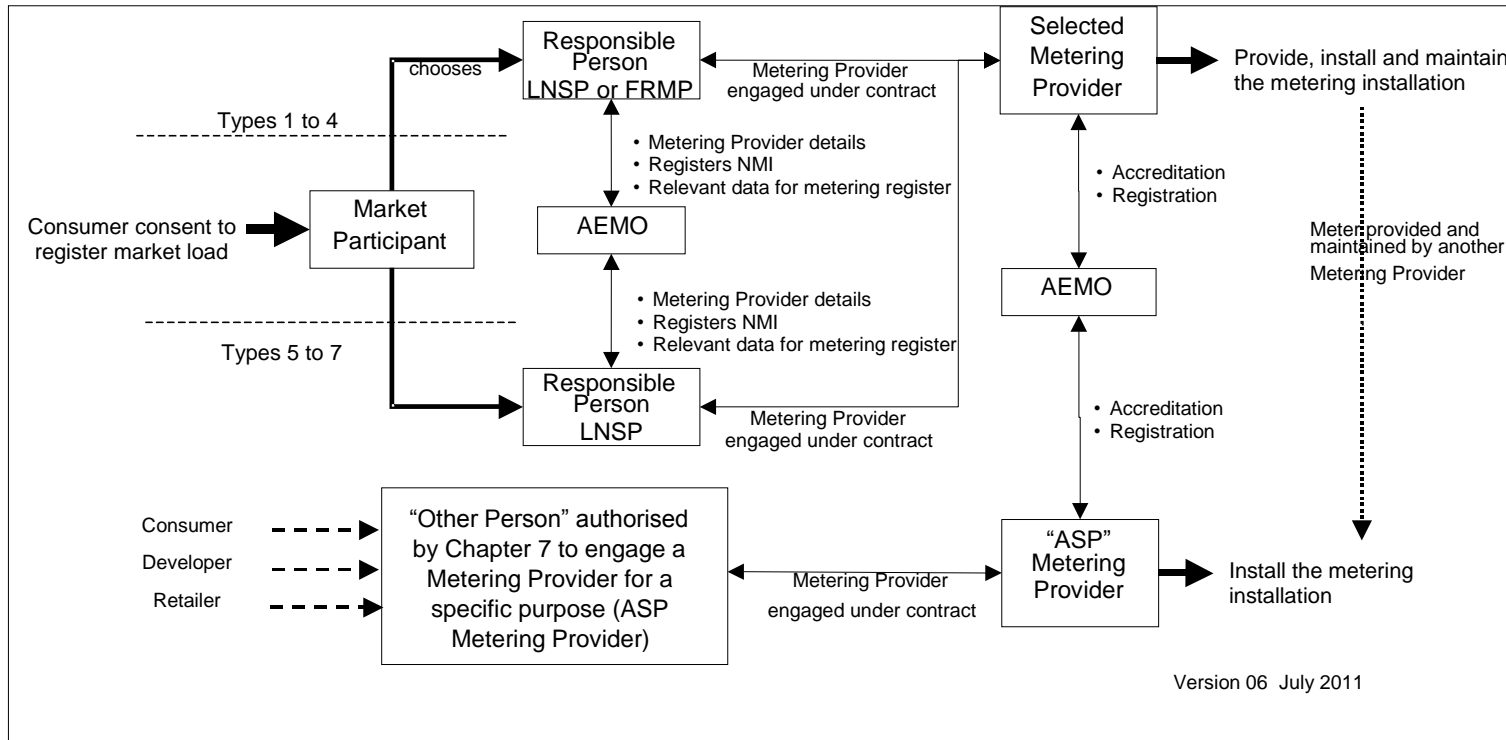 Responsible
Person
LNSP or FRMP
chooses
Metering Provider
engaged under contract
Selected
Metering
Provider
Provide, install and maintain
the metering installation
Types 1 to 4
• Metering Provider details
• Registers NMI
• Relevant data for metering register
• Accreditation
• Registration
Consumer consent to
register market load
Market
Participant
AEMO
Meter provided and
maintained by another
Metering Provider
AEMO
• Metering Provider details
• Registers NMI
• Relevant data for metering register
Types 5 to 7
Responsible
Person
LNSP
Metering Provider
engaged under contract
• Accreditation
• Registration
Consumer
Developer
Retailer
“Other Person” authorised
by Chapter 7 to engage a
Metering Provider for a
specific purpose (ASP
Metering Provider)
Metering Provider
engaged under contract
“ASP”
Metering
Provider
Install the metering
installation
Version 06 July 2011